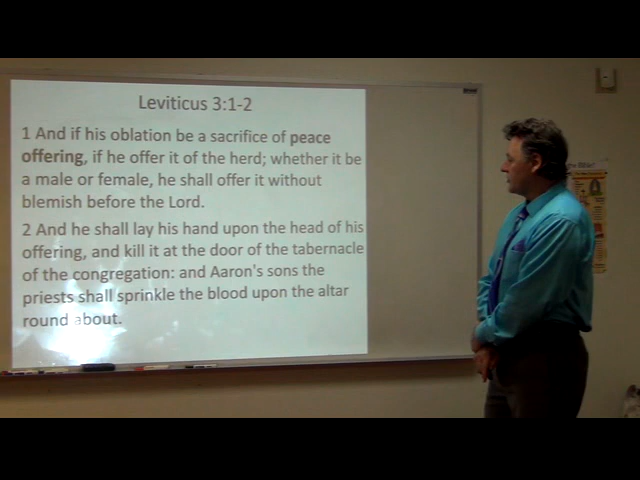 Leviticus 3:1-2
1 And if his oblation be a sacrifice of peace
offering, if he offer it of the herd; whether it be
a male or female, he shall offer it without
blemish before the Lord.
2 And he shall lay his hand upon the head of his
offering, and kill it at the door of the tabernacle
of the congregation: and Aaron's sons the
priests shall sprinkle the blood upon the altar
round about.